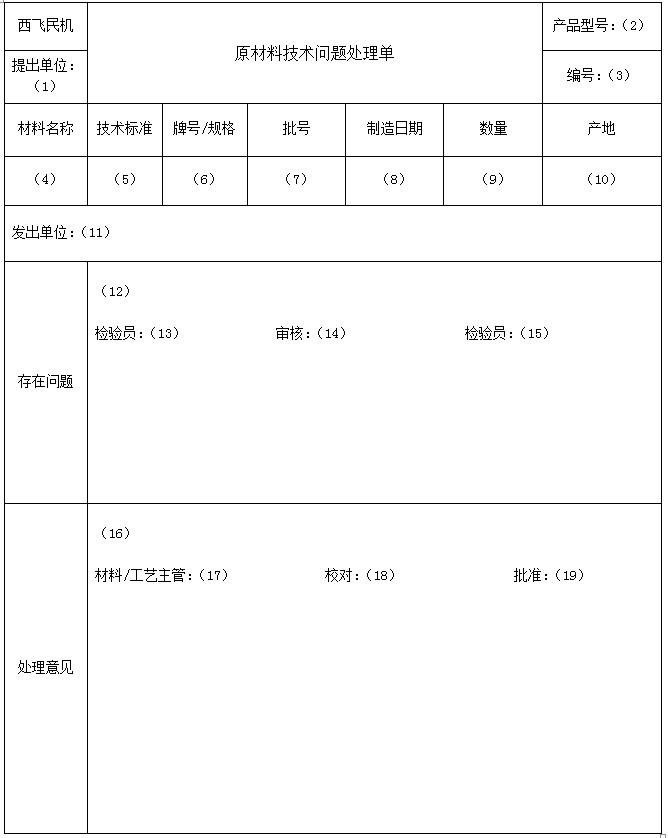 西飞民机
原材料技术问题处理单
产品型号:(2)
提出单位:
(1)
编号:(3)
材料名称 技术标准 牌号/规格 批号 制造日期 数量 产地
(4) (5) (6) (7) (8) (9) (10)
发出单位:(11)
存在问题
(12)
检验员:(13) 审核:(14) 检验员:(15)
处理意见
(16)
材料/工艺主管:(17) 校对:(18) 批准:(19)